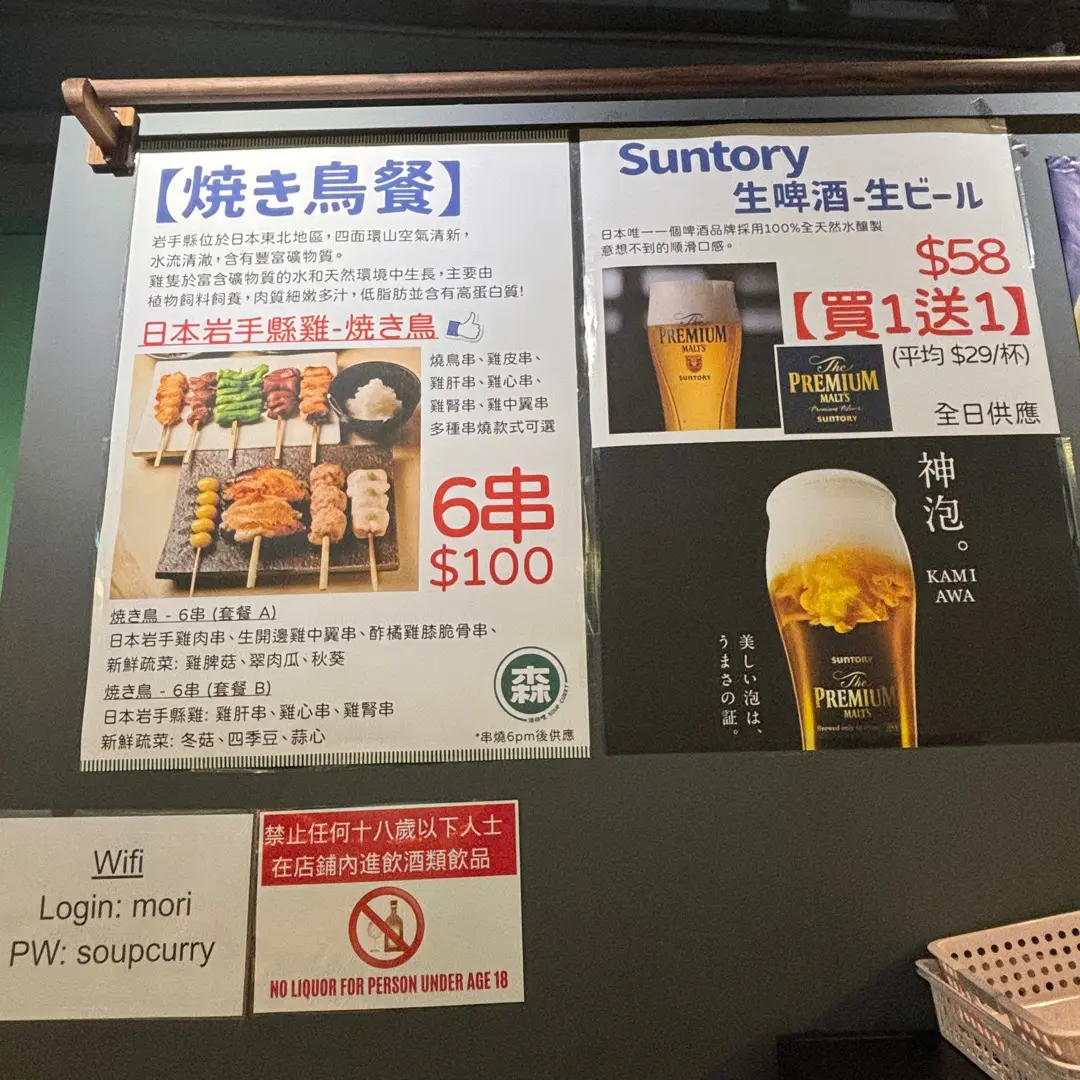 【焼き鳥餐】
岩手縣位於日本東北地區，四面環山空氣清新，
水流清澈，含有豐富礦物質。
雞隻於富含礦物質的水和天然環境中生長，主要由
植物飼料飼養，肉質細嫩多汁，低脂肪並含有高蛋白質!
日本岩手縣雞-焼き鳥
燒鳥串、雞皮串、
雞肝串、雞心串、
雞腎串、雞中翼串
多種串燒款式可選
6串
$100
焼き鳥 - 6串 (套餐 A)
日本岩手雞肉串、生開邊雞中翼串、酢橘雞膝脆骨串、
新鮮疏菜: 雞脾菇、翠肉瓜、秋葵
焼き鳥 - 6串 (套餐 B)
日本岩手縣雞: 雞肝串、雞心串、雞腎串
新鮮疏菜: 冬菇、四季豆、蒜心
森
SOUP CURRY
*串燒6pm後供應
Suntory
生啤酒-生ビール
日本唯一一個啤酒品牌採用100%全天然水釀製
意想不到的順滑口感。
$58
【買1送1】
(平均 $29/杯)
全日供應
The
PREMIUM
MALT'S
SUNTORY
The
PREMIUM
MALT'S
Premium Pilsner
SUNTORY
神泡。
KAMI
AWA
美しい泡は、
うまさの証。
SUNTORY
The
PREMIUM
MALT'S
Wifi
Login: mori
PW: soupcurry
禁止任何十八歲以下人士
在店鋪內進飲酒類飲品
NO LIQUOR FOR PERSON UNDER AGE 18